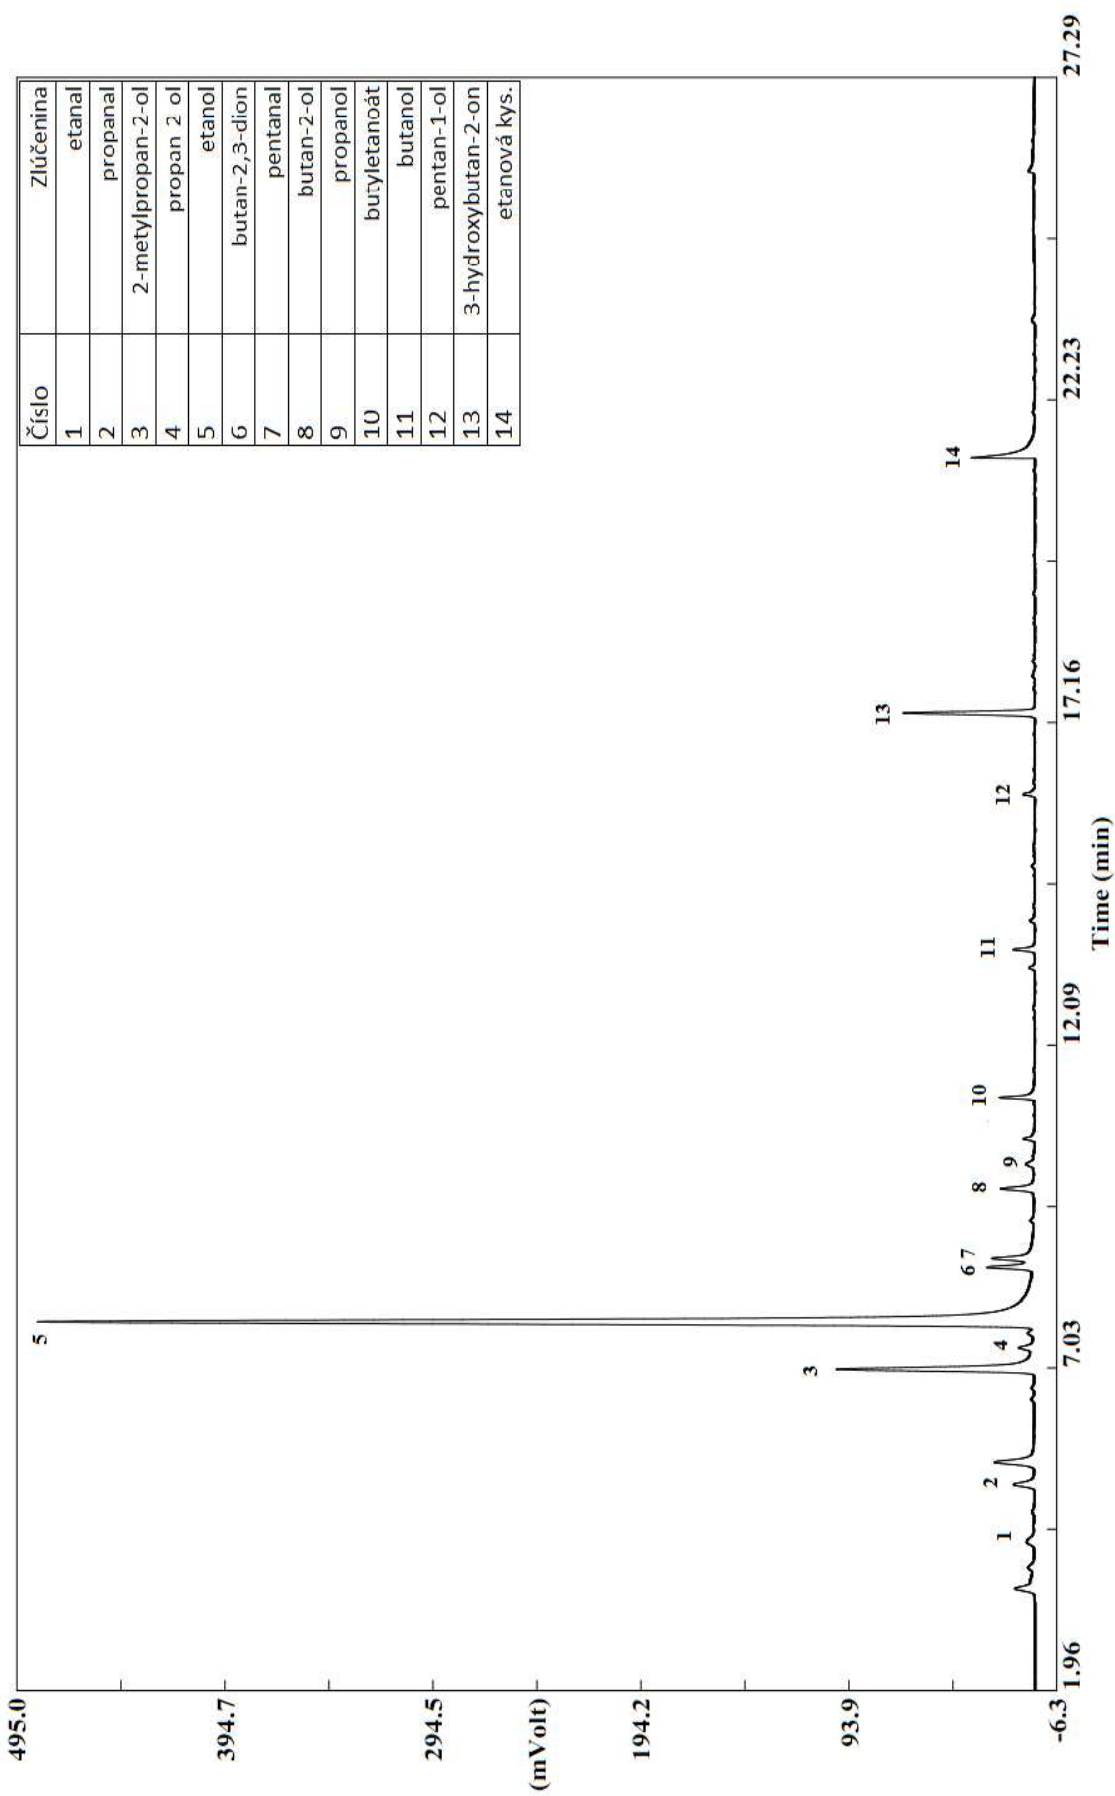 495.0
394.7
294.5
(mVolt)
194.2
93.9
-6.3
1.96
7.03
12.09
17.16
22.23
27.29
Time (min)
1
2
3
4
5
6 7
8
9
10
11
12
13
14
Číslo Zlúčenina
1 etanal
2 propanal
3 2-metylpropan-2-ol
4 propan 2 ol
5 etanol
6 butan-2,3-dion
7 pentanal
8 butan-2-ol
9 propanol
10 butyletanoát
11 butanol
12 pentan-1-ol
13 3-hydroxybutan-2-on
14 etanová kys.